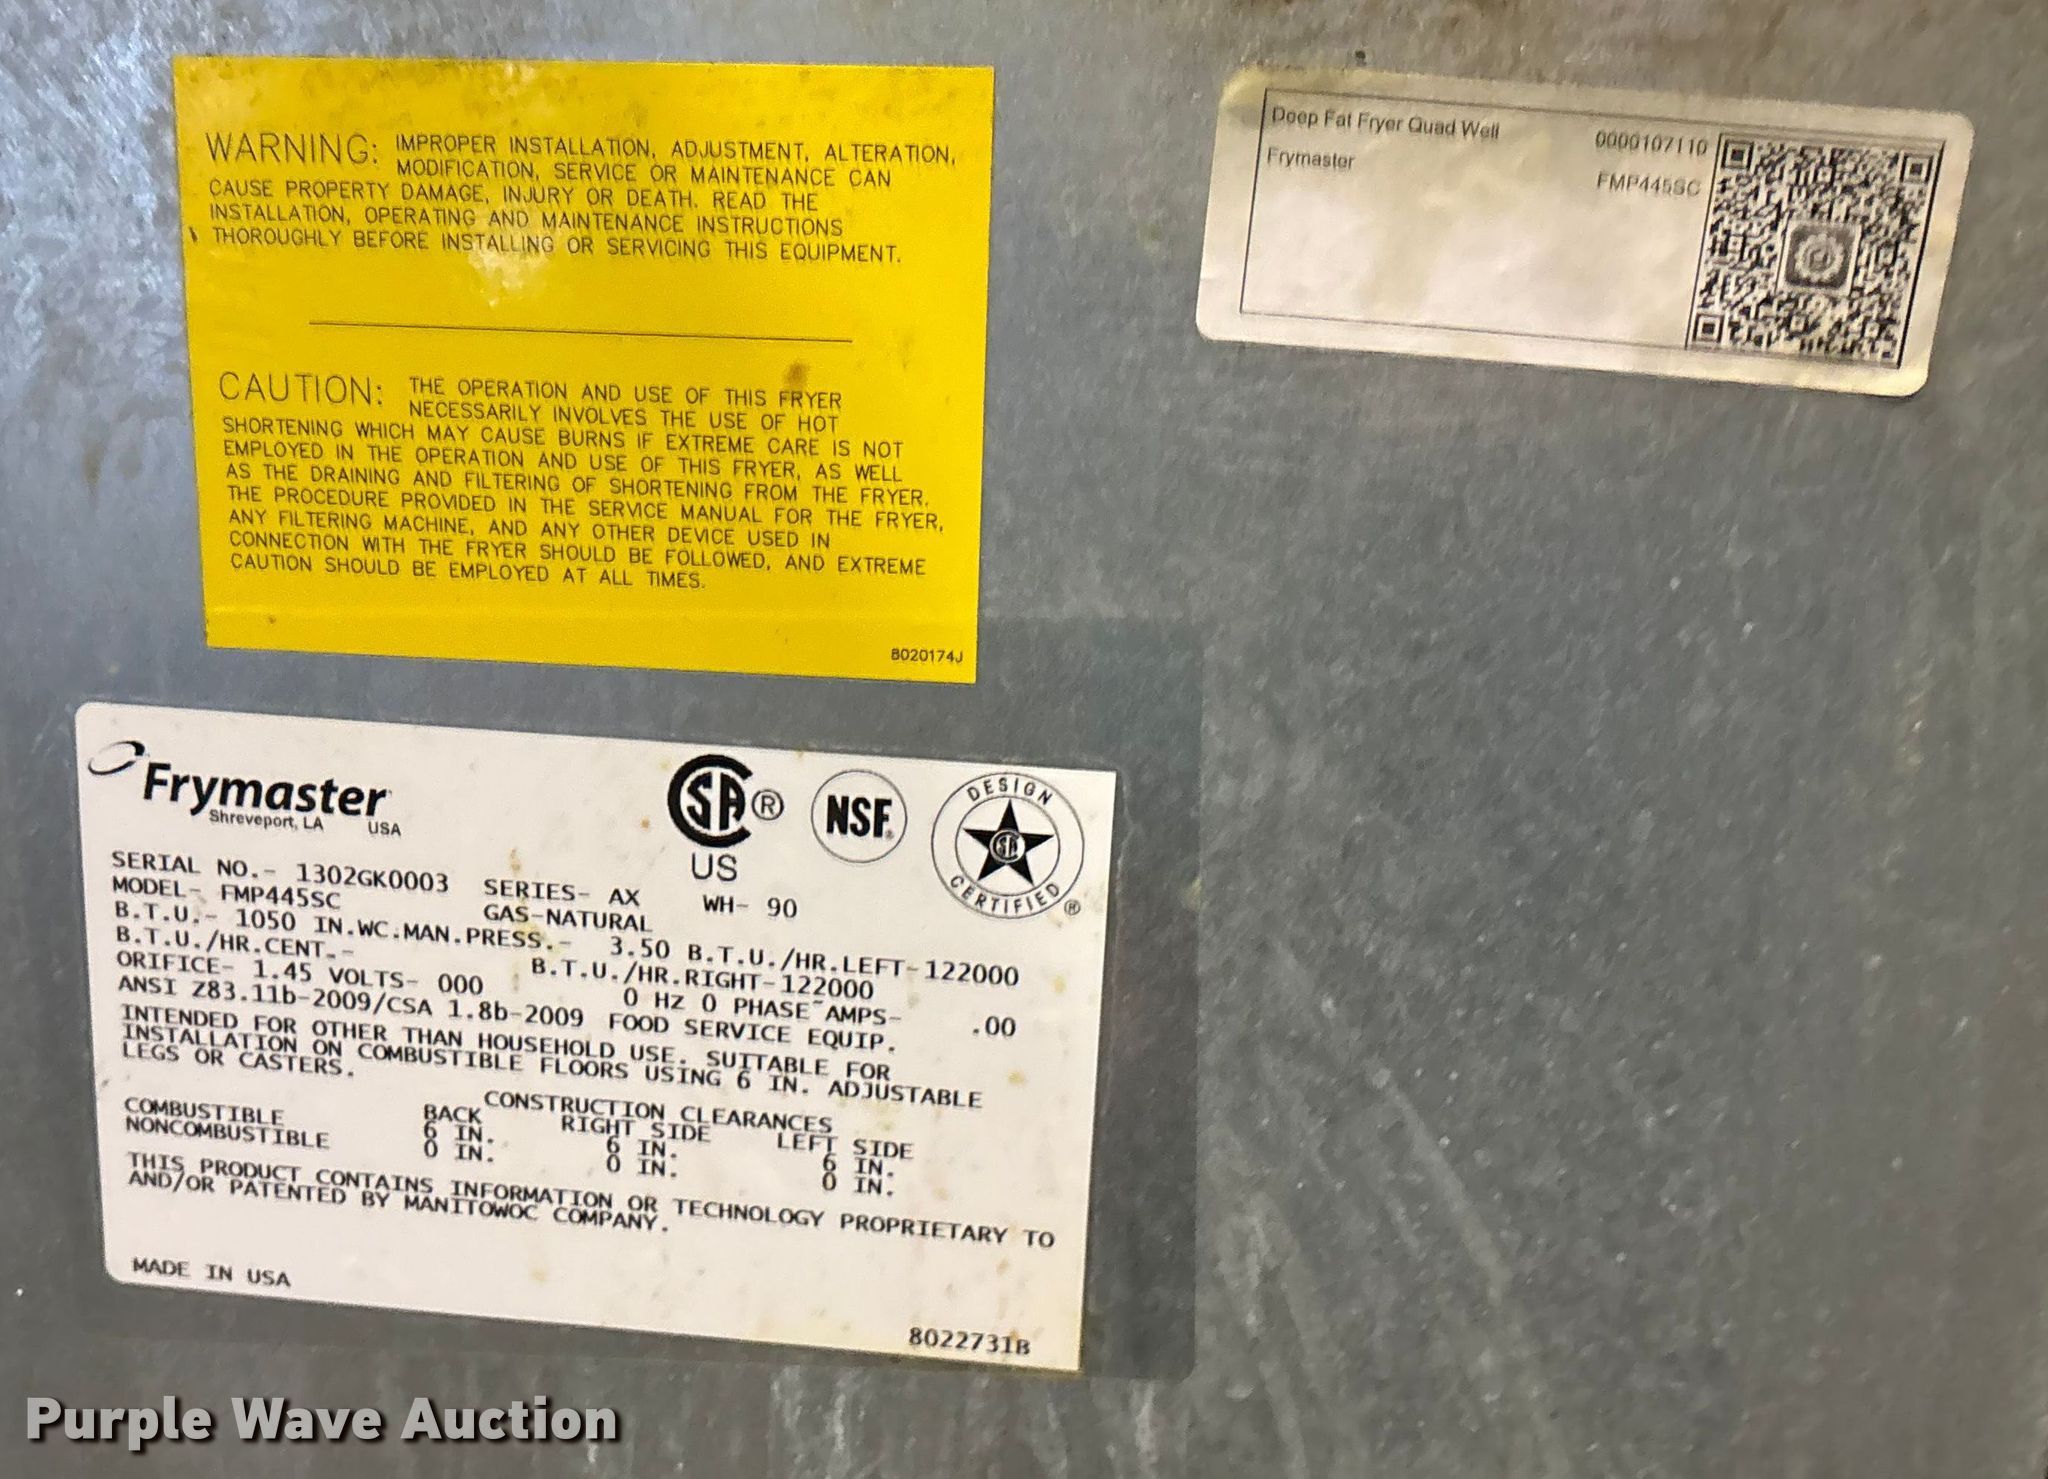 WARNING: IMPROPER INSTALLATION, ADJUSTMENT, ALTERATION,
MODIFICATION, SERVICE OR MAINTENANCE CAN
CAUSE PROPERTY DAMAGE, INJURY OR DEATH. READ THE
INSTALLATION, OPERATING AND MAINTENANCE INSTRUCTIONS
THOROUGHLY BEFORE INSTALLING OR SERVICING THIS EQUIPMENT.
CAUTION: THE OPERATION AND USE OF THIS FRYER
NECESSARILY INVOLVES THE USE OF HOT
SHORTENING WHICH MAY CAUSE BURNS IF EXTREME CARE IS NOT
EMPLOYED IN THE OPERATION AND USE OF THIS FRYER, AS WELL
AS THE DRAINING AND FILTERING OF SHORTENING FROM THE FRYER.
THE PROCEDURE PROVIDED IN THE SERVICE MANUAL FOR THE FRYER,
ANY FILTERING MACHINE, AND ANY OTHER DEVICE USED IN
CONNECTION WITH THE FRYER SHOULD BE FOLLOWED, AND EXTREME
CAUTION SHOULD BE EMPLOYED AT ALL TIMES.
8020174J
Deep Fat Fryer Quad Well 0000107110
Frymaster FMP445SC
Frymaster
Shreveport, LA USA
SA ® US
NSF®
DESIGN CERTIFIED ®
SERIAL NO.- 1302GK0003 SERIES- AX WH- 90
MODEL- FMP445SC GAS-NATURAL
B.T.U.- 1050 IN.WC.MAN.PRESS.- 3.50 B.T.U./HR.LEFT-122000
B.T.U./HR.CENT.- B.T.U./HR.RIGHT-122000
ORIFICE- 1.45 VOLTS- 000 0 HZ 0 PHASE AMPS- .00
ANSI Z83.11b-2009/CSA 1.8b-2009 FOOD SERVICE EQUIP.
INTENDED FOR OTHER THAN HOUSEHOLD USE. SUITABLE FOR
INSTALLATION ON COMBUSTIBLE FLOORS USING 6 IN. ADJUSTABLE
LEGS OR CASTERS.
CONSTRUCTION CLEARANCES
BACK RIGHT SIDE LEFT SIDE
COMBUSTIBLE 6 IN. 6 IN. 6 IN.
NONCOMBUSTIBLE 0 IN. 0 IN. 0 IN.
THIS PRODUCT CONTAINS INFORMATION OR TECHNOLOGY PROPRIETARY TO
AND/OR PATENTED BY MANITOWOC COMPANY.
MADE IN USA
8022731B
Purple Wave Auction